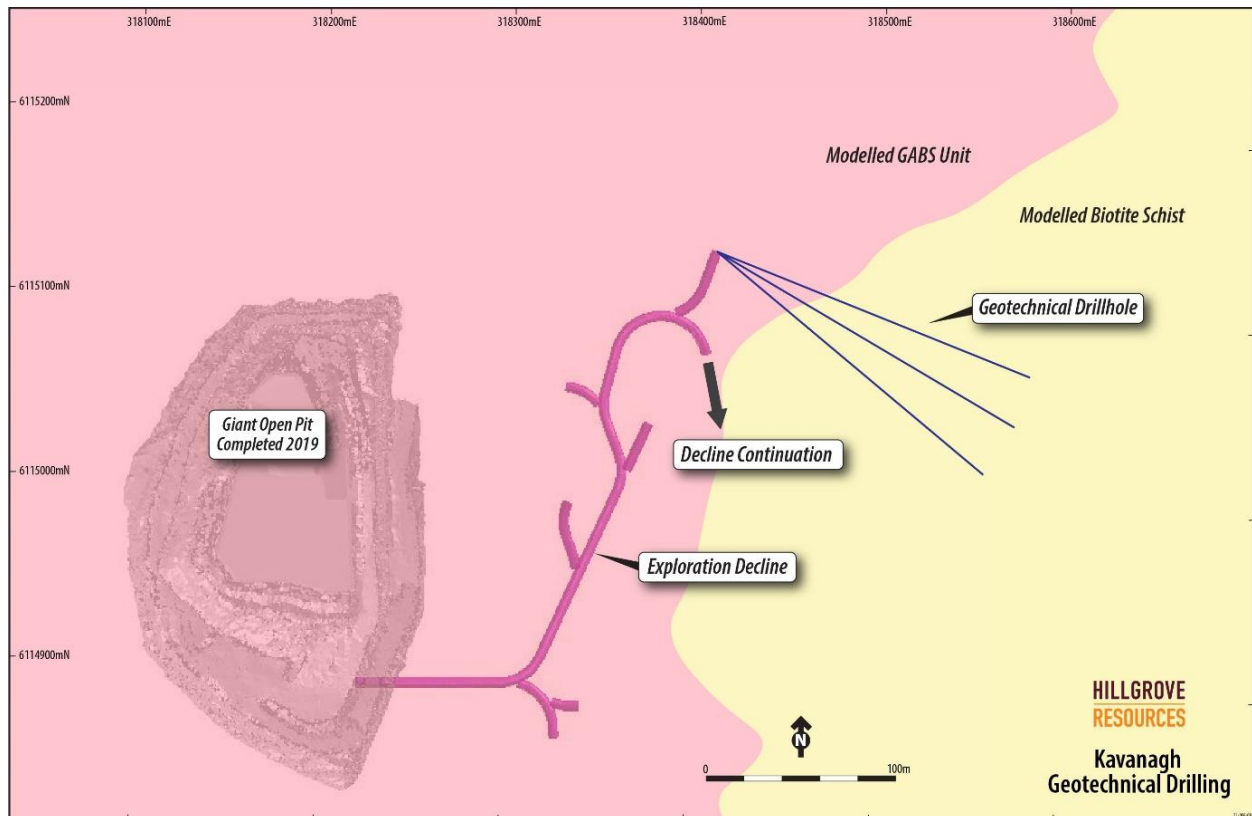 318100mE
318200mE
318300mE
318400mE
318500mE
318600mE
6115200mN
Modelled GABS Unit
Modelled Biotite Schist
6115100mN
Geotechnical Drillhole
Giant Open Pit
Completed 2019
Decline Continuation
6115000mN
Exploration Decline
6114900mN
HILLGROVE
RESOURCES
N
0
100m
Kavanagh
Geotechnical Drilling